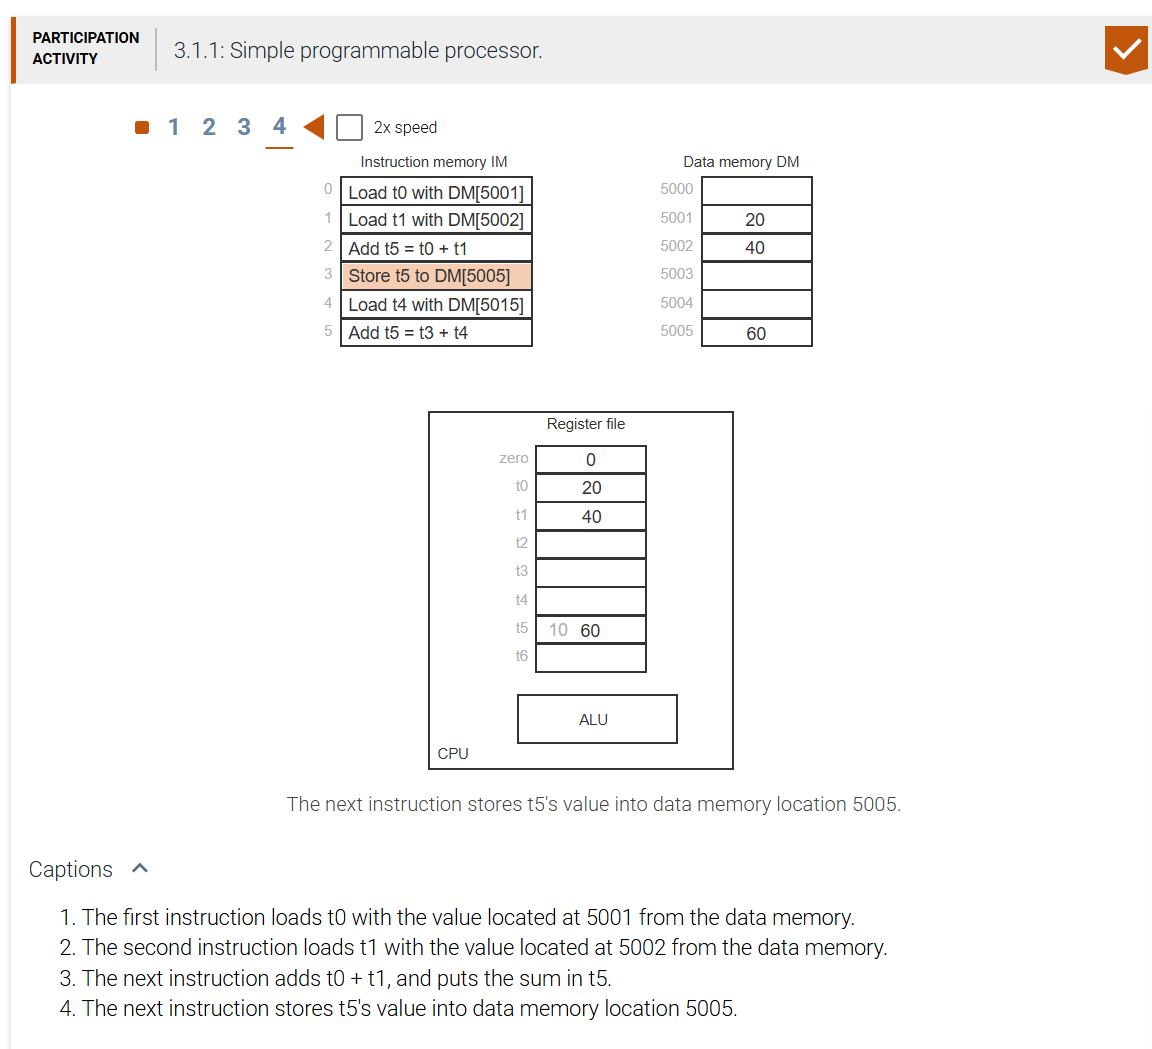 PARTICIPATION
ACTIVITY
3.1.1: Simple programmable processor.
1 2 3 4 2x speed
Instruction memory IM
0 Load t0 with DM[5001]
1 Load t1 with DM[5002]
2 Add t5 = t0 + t1
3 Store t5 to DM[5005]
4 Load t4 with DM[5015]
5 Add t5 = t3 + t4
Data memory DM
5000
5001 20
5002 40
5003
5004
5005 60
Register file
zero 0
t0 20
t1 40
t2
t3
t4
t5 10 60
t6
ALU
CPU
The next instruction stores t5's value into data memory location 5005.
Captions
1. The first instruction loads t0 with the value located at 5001 from the data memory.
2. The second instruction loads t1 with the value located at 5002 from the data memory.
3. The next instruction adds t0 + t1, and puts the sum in t5.
4. The next instruction stores t5's value into data memory location 5005.